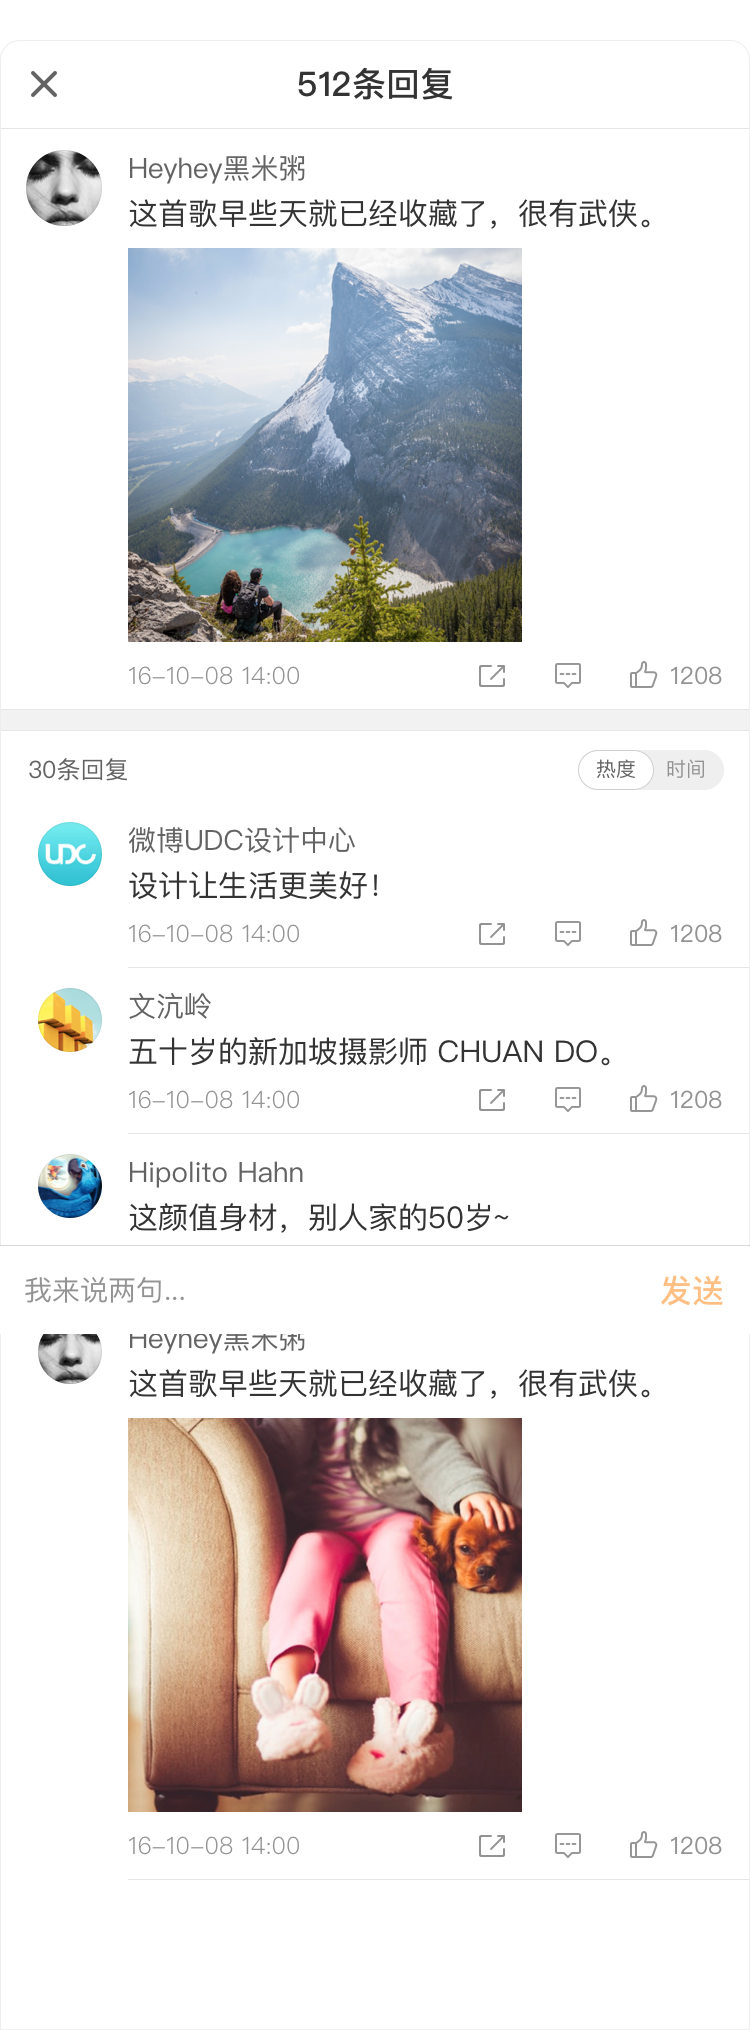 512条回复
Heyhey黑米粥
这首歌早些天就已经收藏了，很有武侠。
16-10-08 14:00 1208
30条回复 热度 时间
UDC
微博UDC设计中心
设计让生活更美好！
16-10-08 14:00 1208
文沆岭
五十岁的新加坡摄影师 CHUAN DO。
16-10-08 14:00 1208
Hipolito Hahn
这颜值身材，别人家的50岁~
我来说两句... 发送
Heyhey黑米粥
这首歌早些天就已经收藏了，很有武侠。
16-10-08 14:00 1208